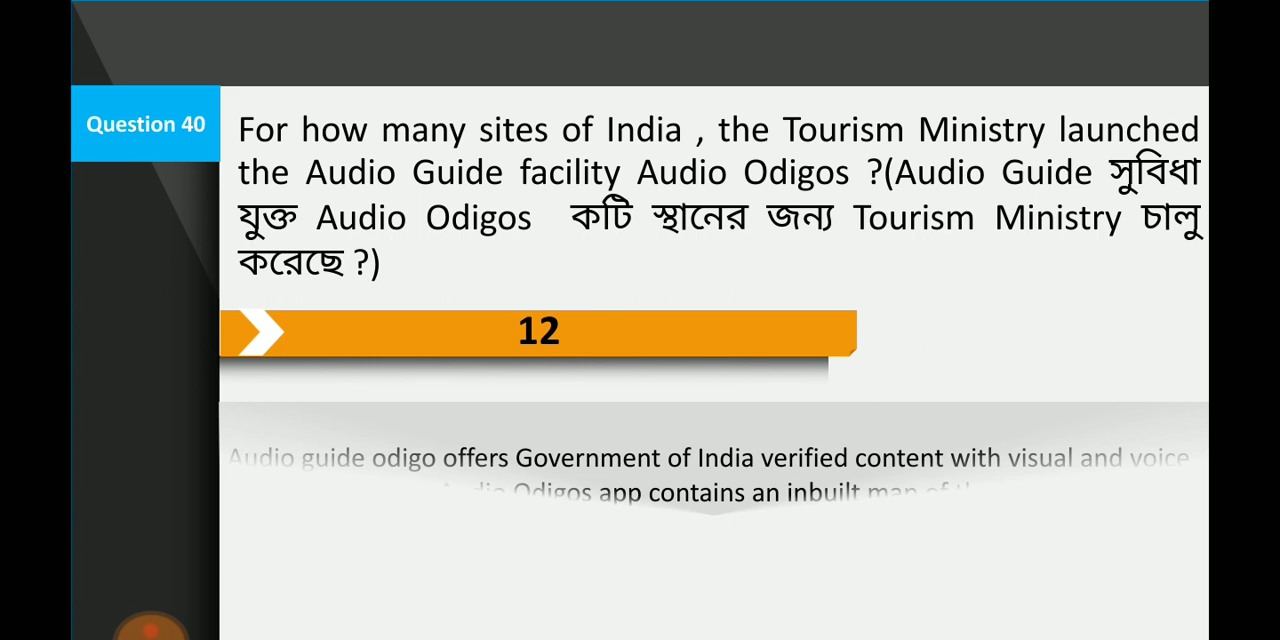 Question 40
For how many sites of India , the Tourism Ministry launched
the Audio Guide facility Audio Odigos ?(Audio Guide সুবিধা
যুক্ত Audio Odigos কটি স্থানের জন্য Tourism Ministry চালু
করেছে ?)
12
Audio guide odigo offers Government of India verified content with visual and voice
Odigos app contains an inbuilt map of